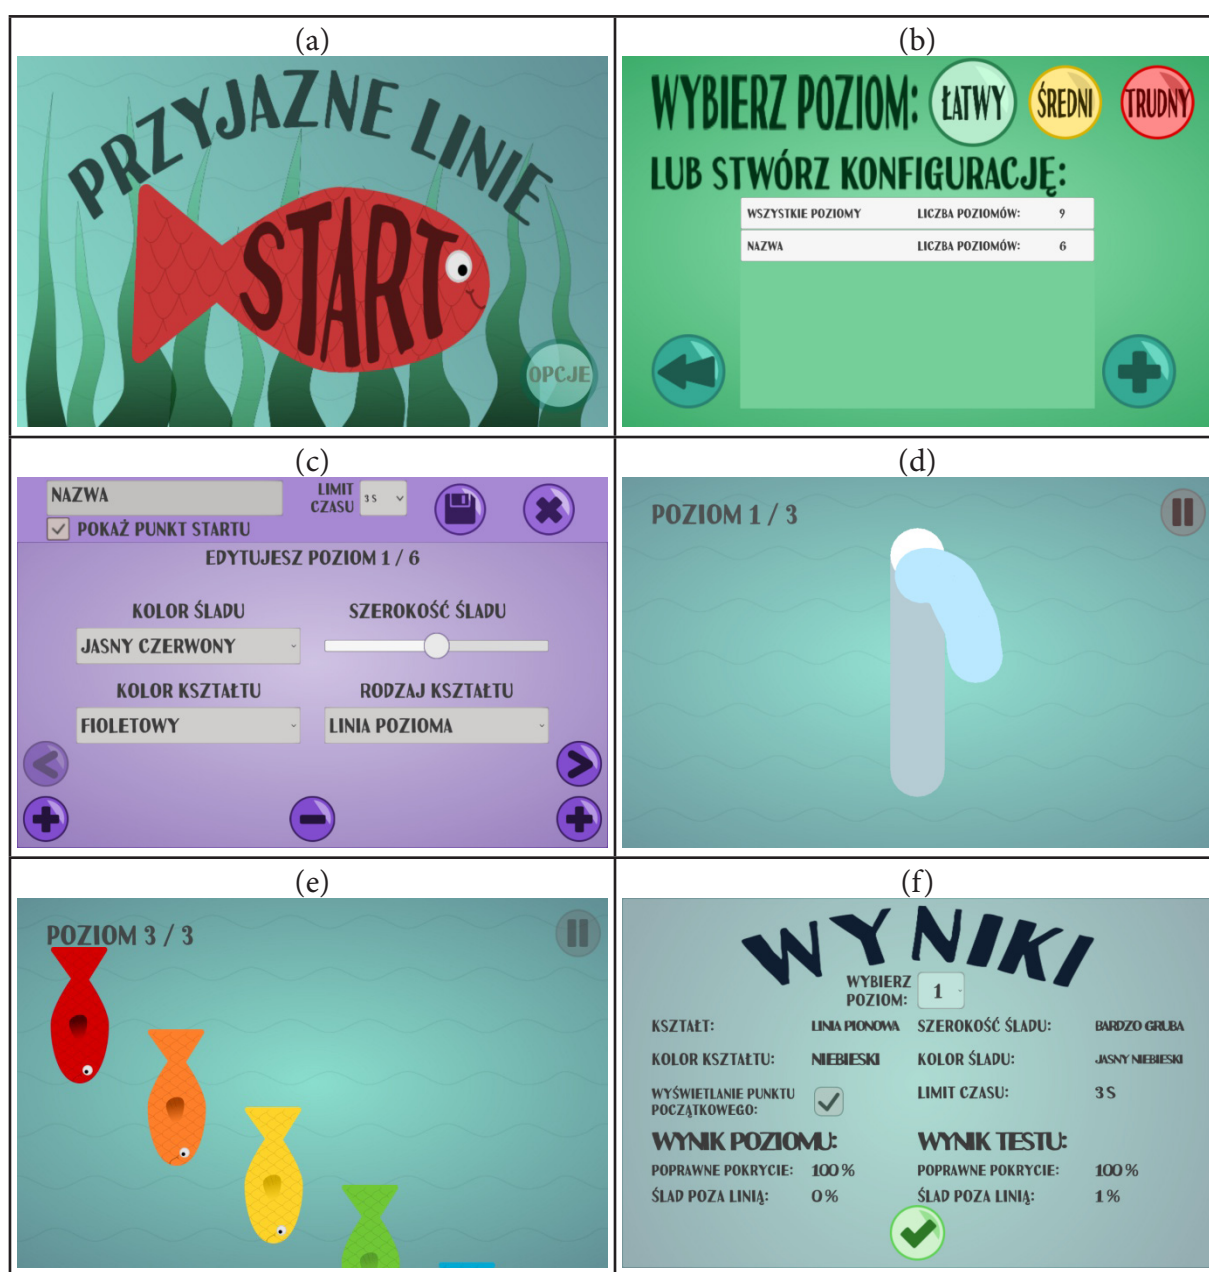 (a)
PRZYJAZNE LINIE
START
OPCJE
(b)
WYBIERZ POZIOM: ŁATWY ŚREDNI TRUDNY
LUB STWÓRZ KONFIGURACJĘ:
WSZYSTKIE POZIOMY LICZBA POZIOMÓW: 9
NAZWA LICZBA POZIOMÓW: 6
(c)
NAZWA
LIMIT CZASU 3 S
POKAŻ PUNKT STARTU
EDYTUJESZ POZIOM 1 / 6
KOLOR ŚLADU SZEROKOŚĆ ŚLADU
JASNY CZERWONY
KOLOR KSZTAŁTU RODZAJ KSZTAŁTU
FIOLETOWY LINIA POZIOMA
(d)
POZIOM 1 / 3
(e)
POZIOM 3 / 3
(f)
WYNIKI
WYBIERZ POZIOM: 1
KSZTAŁT: LINIA PIONOWA SZEROKOŚĆ ŚLADU: BARDZO GRUBA
KOLOR KSZTAŁTU: NIEBIESKI KOLOR ŚLADU: JASNY NIEBIESKI
WYŚWIETLANIE PUNKTU POCZĄTKOWEGO: LIMIT CZASU: 3 S
WYNIK POZIOMU: WYNIK TESTU:
POPRAWNE POKRYCIE: 100 % POPRAWNE POKRYCIE: 100 %
ŚLAD POZA LINIĄ: 0 % ŚLAD POZA LINIĄ: 1 %